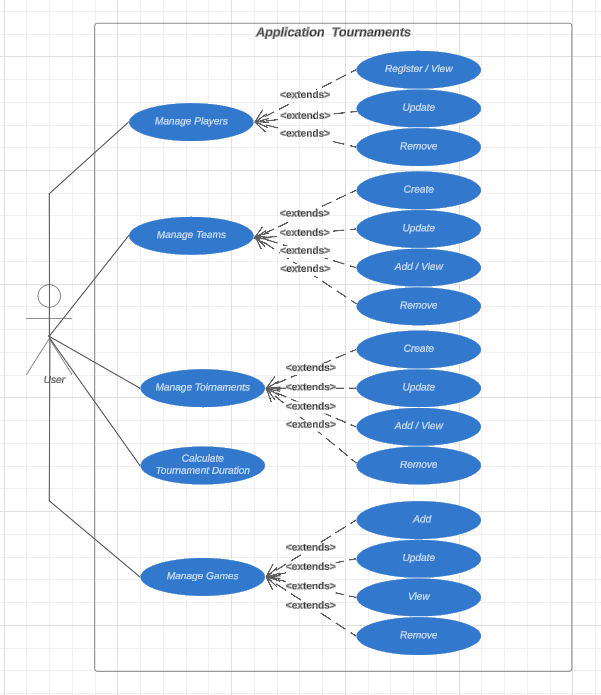 Application Tournaments
Register / View
<extends>
Update
<extends>
Manage Players
<extends>
Remove
Create
<extends>
Update
<extends>
Manage Teams
<extends>
Add / View
<extends>
Remove
Create
<extends>
User
Manage Toirnaments
<extends>
Update
<extends>
Add / View
<extends>
Calculate
Tournament Duration
Remove
Add
<extends>
Update
<extends>
Manage Games
<extends>
View
<extends>
Remove